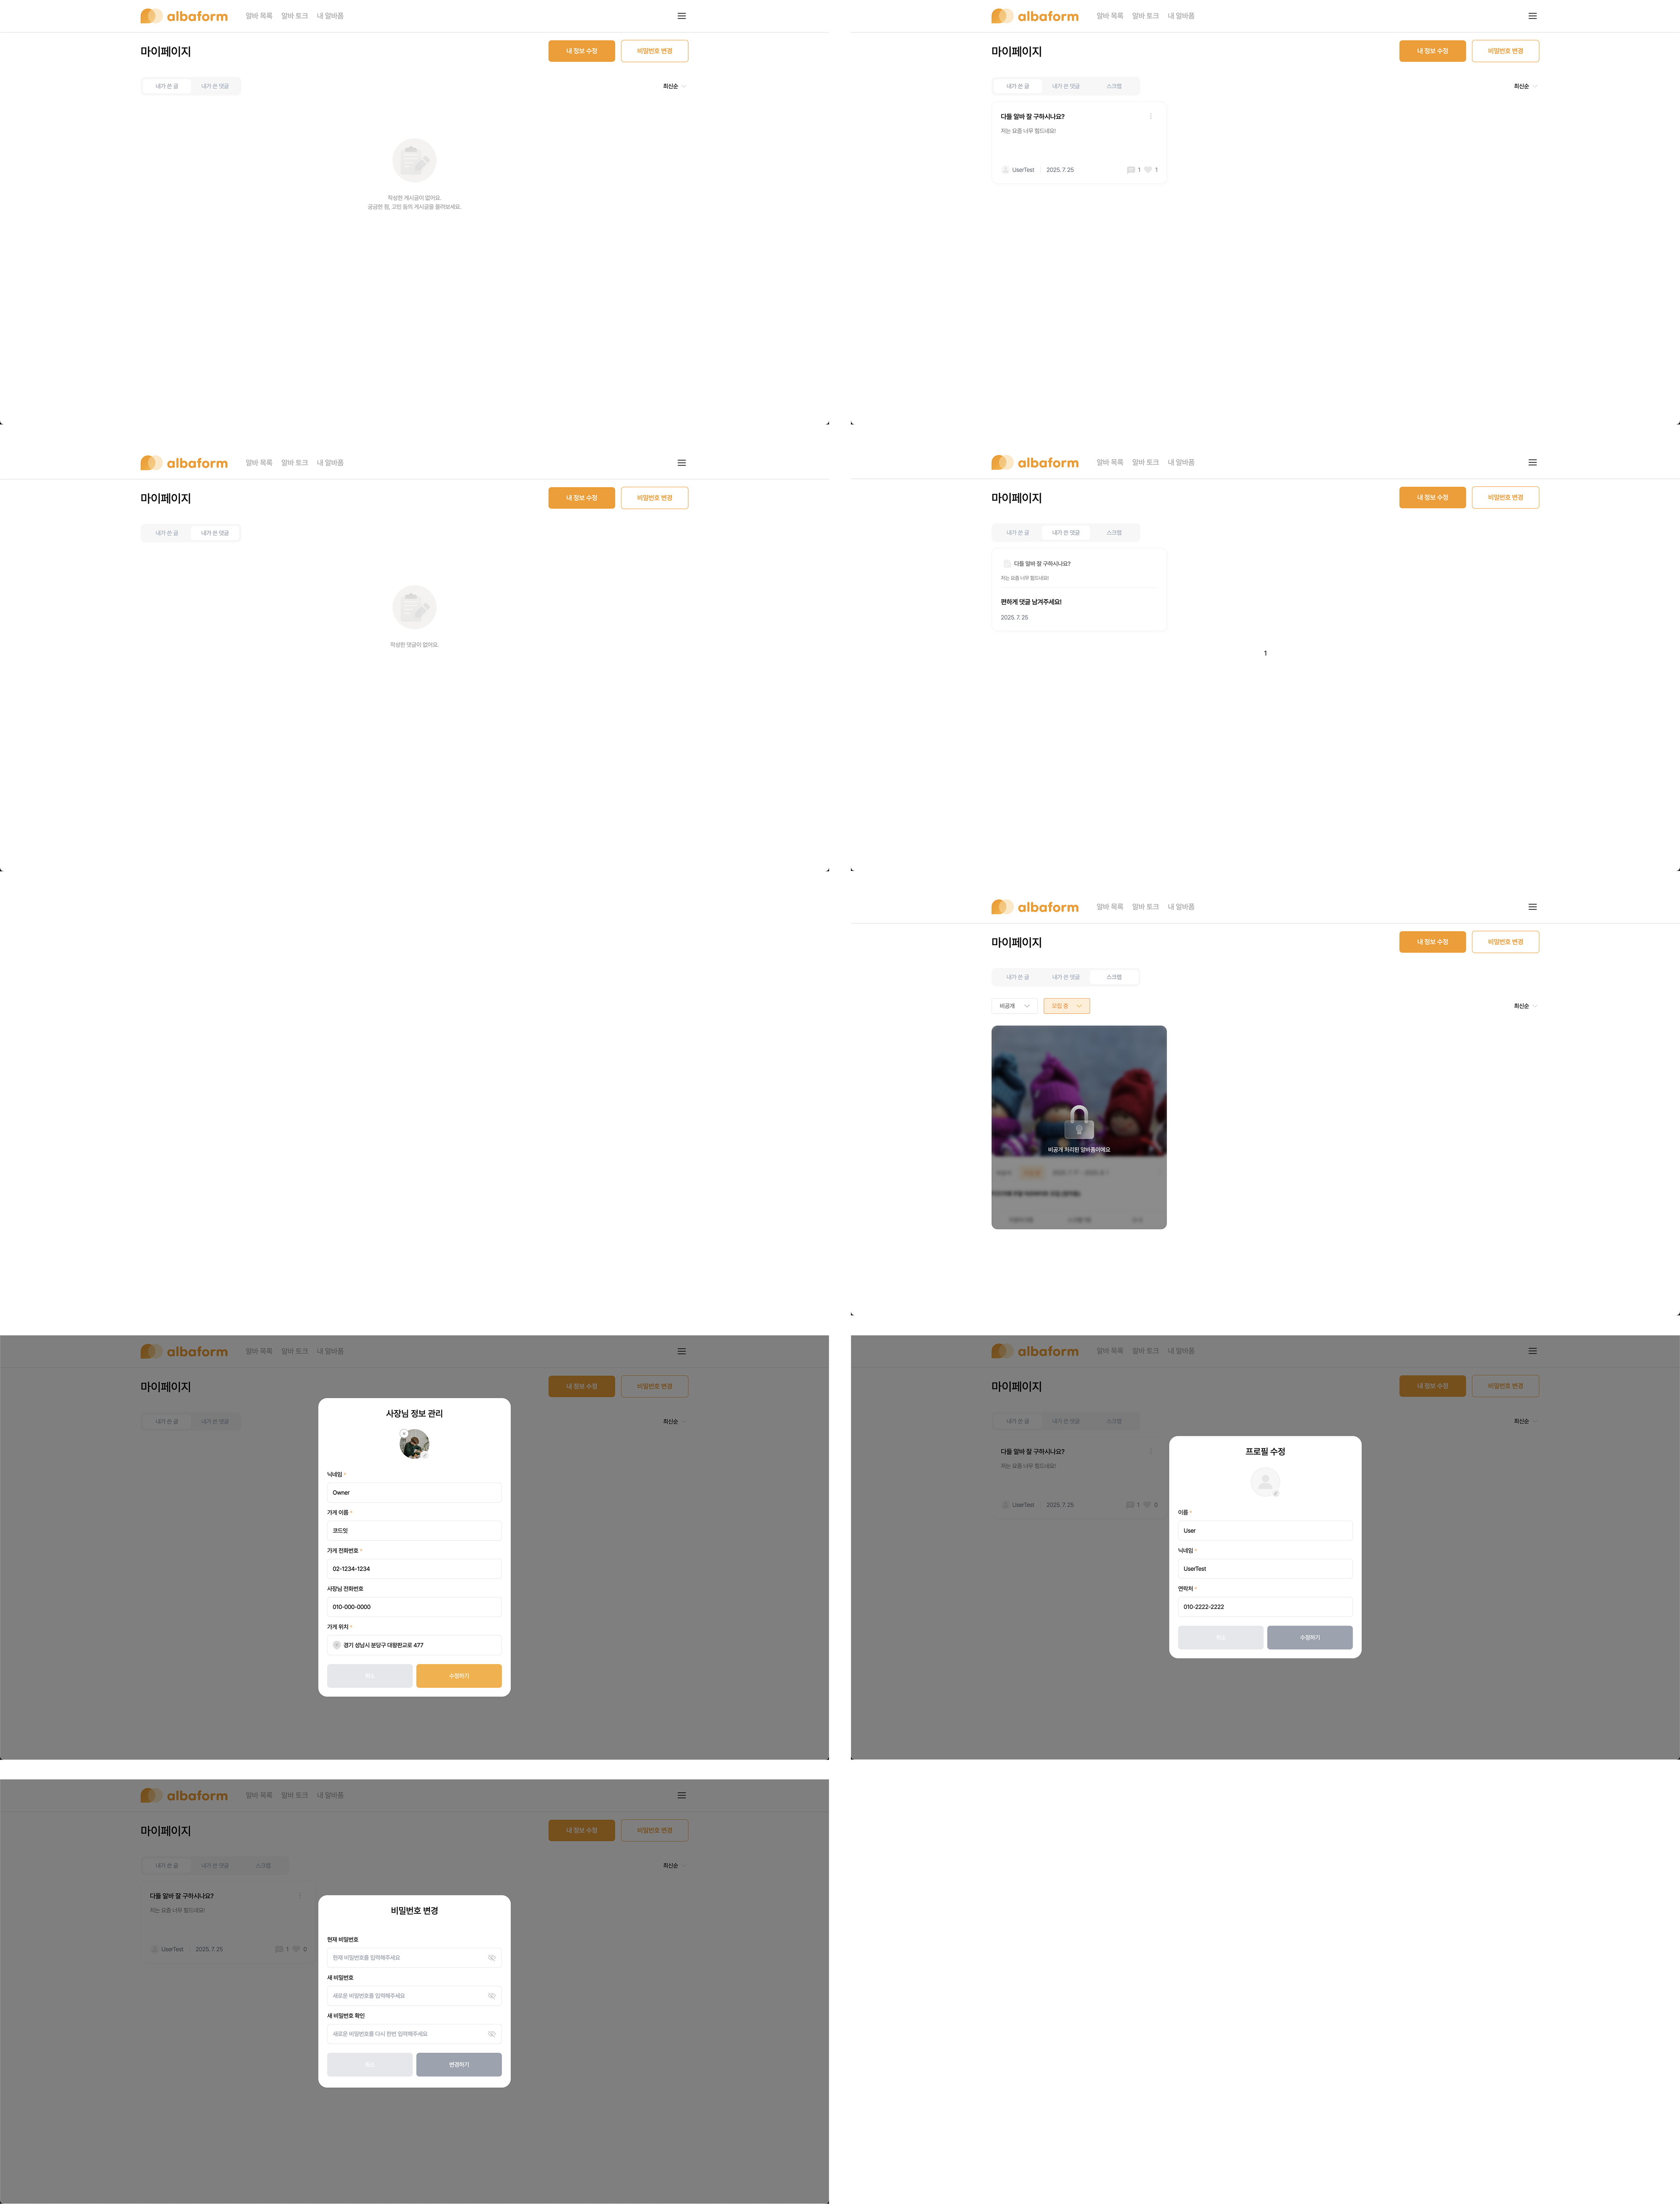 albaform 알바 목록 알바 토크 내 알바폼
마이페이지 내 정보 수정 비밀번호 변경
내가 쓴 글 내가 쓴 댓글 최신순
작성한 게시글이 없어요.
궁금한 점, 고민 등의 게시글을 올려보세요.
albaform 알바 목록 알바 토크 내 알바폼
마이페이지 내 정보 수정 비밀번호 변경
내가 쓴 글 내가 쓴 댓글 스크랩 최신순
다들 알바 잘 구하시나요?
저는 요즘 너무 힘드네요!
UserTest 2025. 7. 25 1 1
albaform 알바 목록 알바 토크 내 알바폼
마이페이지 내 정보 수정 비밀번호 변경
내가 쓴 글 내가 쓴 댓글
작성한 댓글이 없어요.
albaform 알바 목록 알바 토크 내 알바폼
마이페이지 내 정보 수정 비밀번호 변경
내가 쓴 글 내가 쓴 댓글 스크랩
다들 알바 잘 구하시나요?
저는 요즘 너무 힘드네요!
편하게 댓글 남겨주세요!
2025. 7. 25
1
albaform 알바 목록 알바 토크 내 알바폼
마이페이지 내 정보 수정 비밀번호 변경
내가 쓴 글 내가 쓴 댓글 스크랩
비공개 모집 중 최신순
비공개 처리된 알바폼이에요
albaform 알바 목록 알바 토크 내 알바폼
마이페이지 내 정보 수정 비밀번호 변경
내가 쓴 글 내가 쓴 댓글 최신순
사장님 정보 관리
닉네임 *
Owner
가게 이름 *
코드잇
가게 전화번호 *
02-1234-1234
사장님 전화번호
010-000-0000
가게 위치 *
경기 성남시 분당구 대왕판교로 477
취소 수정하기
albaform 알바 목록 알바 토크 내 알바폼
마이페이지 내 정보 수정 비밀번호 변경
내가 쓴 글 내가 쓴 댓글 스크랩 최신순
다들 알바 잘 구하시나요?
저는 요즘 너무 힘드네요!
UserTest 2025. 7. 25 1 0
프로필 수정
이름 *
User
닉네임 *
UserTest
연락처 *
010-2222-2222
취소 수정하기
albaform 알바 목록 알바 토크 내 알바폼
마이페이지 내 정보 수정 비밀번호 변경
내가 쓴 글 내가 쓴 댓글 스크랩 최신순
다들 알바 잘 구하시나요?
저는 요즘 너무 힘드네요!
UserTest 2025. 7. 25 1 0
비밀번호 변경
현재 비밀번호
현재 비밀번호를 입력해주세요
새 비밀번호
새로운 비밀번호를 입력해주세요
새 비밀번호 확인
새로운 비밀번호를 다시 한번 입력해주세요
취소 변경하기